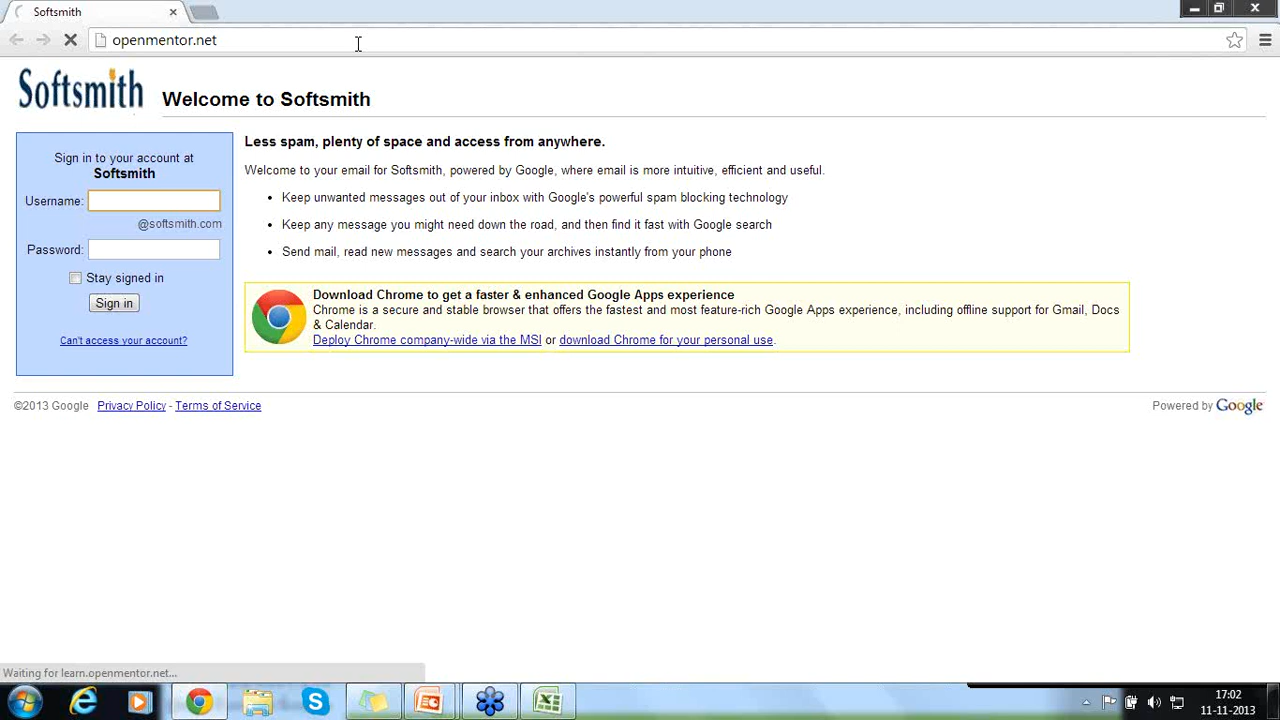 Softsmith
openmentor.net
Softsmith
Welcome to Softsmith
Sign in to your account at
Softsmith
Username:
@softsmith.com
Password:
Stay signed in
Sign in
Can't access your account?
Less spam, plenty of space and access from anywhere.
Welcome to your email for Softsmith, powered by Google, where email is more intuitive, efficient and useful.
• Keep unwanted messages out of your inbox with Google's powerful spam blocking technology
• Keep any message you might need down the road, and then find it fast with Google search
• Send mail, read new messages and search your archives instantly from your phone
Download Chrome to get a faster & enhanced Google Apps experience
Chrome is a secure and stable browser that offers the fastest and most feature-rich Google Apps experience, including offline support for Gmail, Docs
& Calendar.
Deploy Chrome company-wide via the MSI or download Chrome for your personal use.
©2013 Google Privacy Policy - Terms of Service
Powered by Google
Waiting for learn.openmentor.net...
17:02
11-11-2013